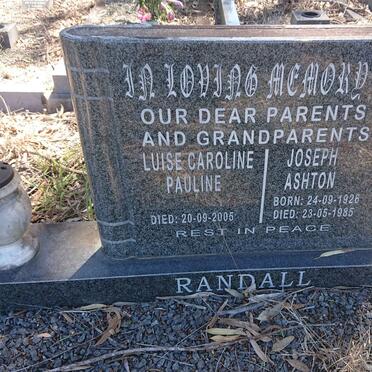 IN LOVING MEMORY
OUR DEAR PARENTS
AND GRANDPARENTS
LUISE CAROLINE
PAULINE
DIED: 20-09-2005
JOSEPH
ASHTON
BORN: 24-09-1926
DIED: 23-05-1985
REST IN PEACE
RANDALL